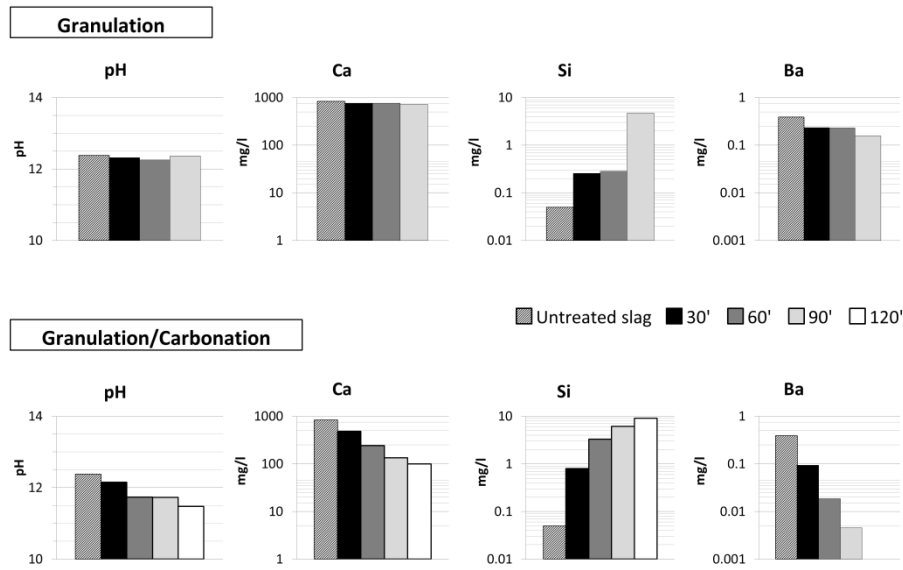 Granulation
pH Ca Si Ba
14 1000 10 1
pH 12 mg/l 100 mg/l 1 mg/l 0.1
10 0.1 0.01
10 1 0.01 0.001
Untreated slag 30' 60' 90' 120'
Granulation/Carbonation
pH Ca Si Ba
14 1000 10 1
pH 12 mg/l 100 mg/l 1 mg/l 0.1
10 0.1 0.01
10 1 0.01 0.001